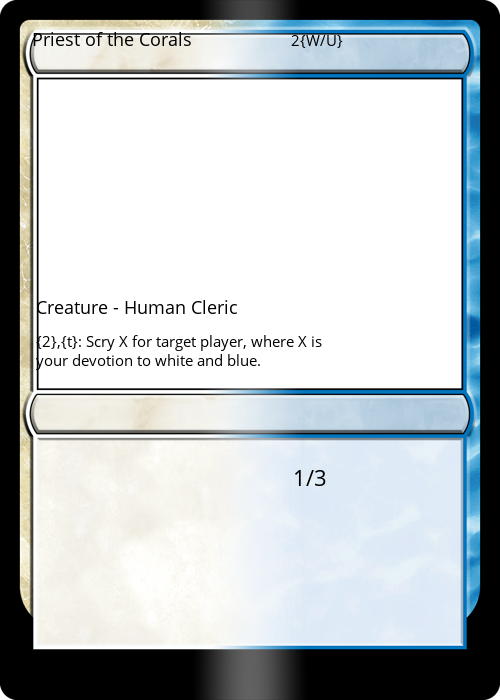 Priest of the Corals 2{W/U}
Creature - Human Cleric
{2},{t}: Scry X for target player, where X is
your devotion to white and blue.
1/3